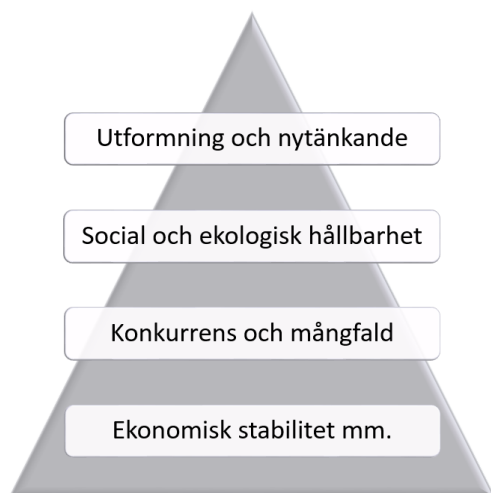 Utformning och nytänkande
Social och ekologisk hållbarhet
Konkurrens och mångfald
Ekonomisk stabilitet mm.